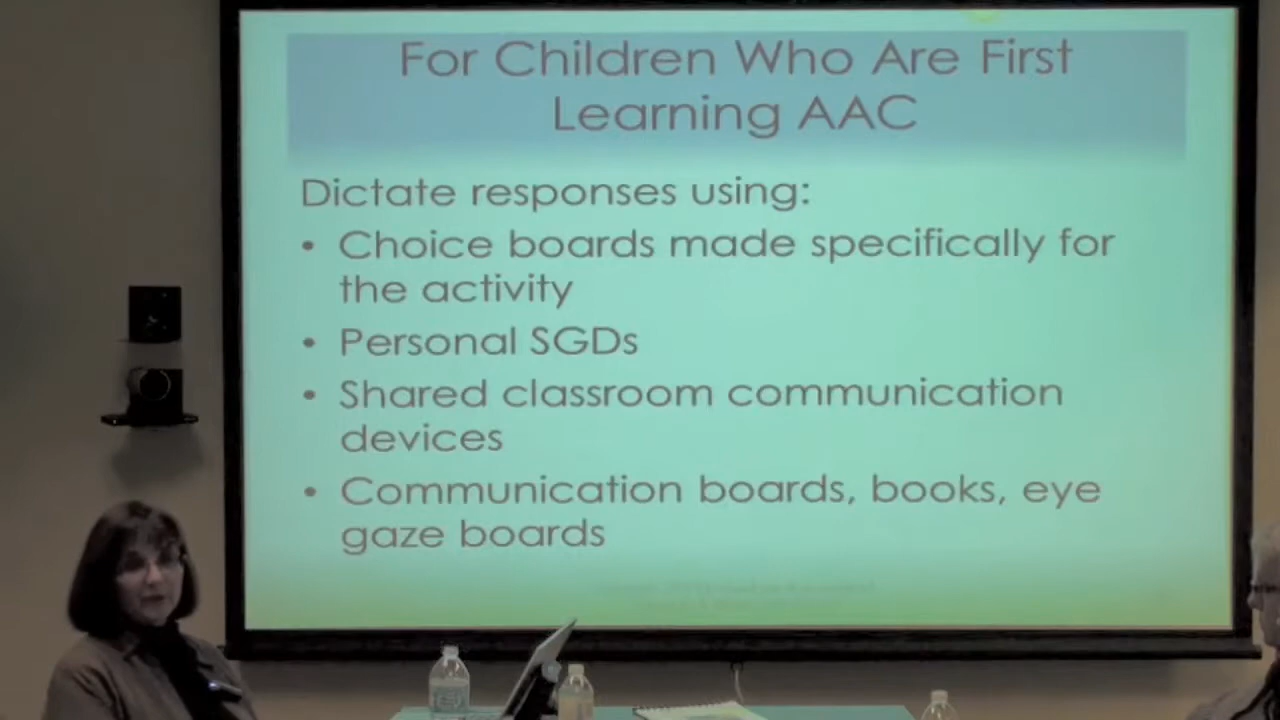 For Children Who Are First
Learning AAC
Dictate responses using:
• Choice boards made specifically for
the activity
• Personal SGDs
• Shared classroom communication
devices
• Communication boards, books, eye
gaze boards